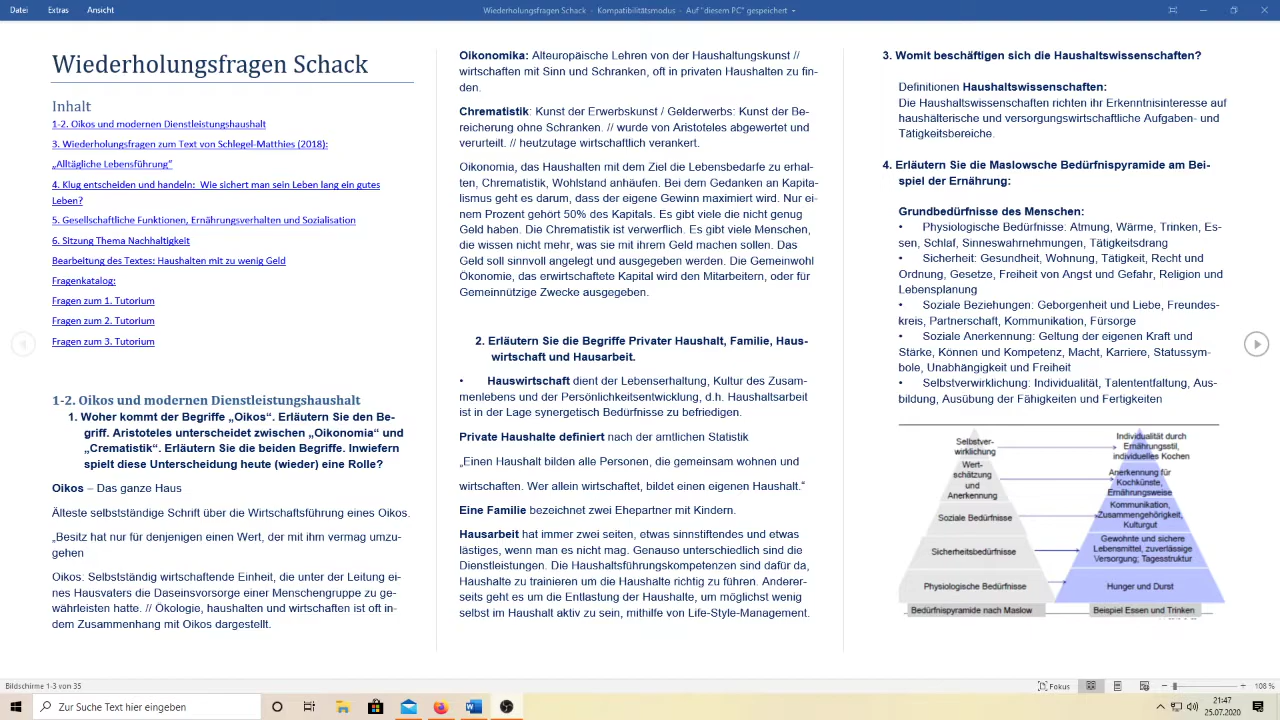 Datei Extras Ansicht
Wiederholungsfragen Schack - Kompatibilitätsmodus - Auf "diesem PC" gespeichert
Wiederholungsfragen Schack
Inhalt
1-2. Oikos und modernen Dienstleistungshaushalt
3. Wiederholungsfragen zum Text von Schlegel-Matthies (2018):
„Alltägliche Lebensführung“
4. Klug entscheiden und handeln: Wie sichert man sein Leben lang ein gutes
Leben?
5. Gesellschaftliche Funktionen, Ernährungsverhalten und Sozialisation
6. Sitzung Thema Nachhaltigkeit
Bearbeitung des Textes: Haushalten mit zu wenig Geld
Fragenkatalog:
Fragen zum 1. Tutorium
Fragen zum 2. Tutorium
Fragen zum 3. Tutorium
1-2. Oikos und modernen Dienstleistungshaushalt
1. Woher kommt der Begriffe „Oikos“. Erläutern Sie den Be-
griff. Aristoteles unterscheidet zwischen „Oikonomia“ und
„Crematistik“. Erläutern Sie die beiden Begriffe. Inwiefern
spielt diese Unterscheidung heute (wieder) eine Rolle?
Oikos – Das ganze Haus
Älteste selbstständige Schrift über die Wirtschaftsführung eines Oikos.
„Besitz hat nur für denjenigen einen Wert, der mit ihm vermag umzu-
gehen
Oikos. Selbstständig wirtschaftende Einheit, die unter der Leitung ei-
nes Hausvaters die Daseinsvorsorge einer Menschengruppe zu ge-
währleisten hatte. // Ökologie, haushalten und wirtschaften ist oft in-
dem Zusammenhang mit Oikos dargestellt.
Oikonomika: Alteuropäische Lehren von der Haushaltungskunst //
wirtschaften mit Sinn und Schranken, oft in privaten Haushalten zu fin-
den.
Chrematistik: Kunst der Erwerbskunst / Gelderwerbs: Kunst der Be-
reicherung ohne Schranken. // wurde von Aristoteles abgewertet und
verurteilt. // heutzutage wirtschaftlich verankert.
Oikonomia, das Haushalten mit dem Ziel die Lebensbedarfe zu erhal-
ten, Chrematistik, Wohlstand anhäufen. Bei dem Gedanken an Kapita-
lismus geht es darum, dass der eigene Gewinn maximiert wird. Nur ei-
nem Prozent gehört 50% des Kapitals. Es gibt viele die nicht genug
Geld haben. Die Chrematistik ist verwerflich. Es gibt viele Menschen,
die wissen nicht mehr, was sie mit ihrem Geld machen sollen. Das
Geld soll sinnvoll angelegt und ausgegeben werden. Die Gemeinwohl
Ökonomie, das erwirtschaftete Kapital wird den Mitarbeitern, oder für
Gemeinnützige Zwecke ausgegeben.
2. Erläutern Sie die Begriffe Privater Haushalt, Familie, Haus-
wirtschaft und Hausarbeit.
• Hauswirtschaft dient der Lebenserhaltung, Kultur des Zusam-
menlebens und der Persönlichkeitsentwicklung, d.h. Haushaltsarbeit
ist in der Lage synergetisch Bedürfnisse zu befriedigen.
Private Haushalte definiert nach der amtlichen Statistik
„Einen Haushalt bilden alle Personen, die gemeinsam wohnen und
wirtschaften. Wer allein wirtschaftet, bildet einen eigenen Haushalt.“
Eine Familie bezeichnet zwei Ehepartner mit Kindern.
Hausarbeit hat immer zwei seiten, etwas sinnstiftendes und etwas
lästiges, wenn man es nicht mag. Genauso unterschiedlich sind die
Dienstleistungen. Die Haushaltsführungskompetenzen sind dafür da,
Haushalte zu trainieren um die Haushalte richtig zu führen. Anderer-
seits geht es um die Entlastung der Haushalte, um möglichst wenig
selbst im Haushalt aktiv zu sein, mithilfe von Life-Style-Management.
3. Womit beschäftigen sich die Haushaltswissenschaften?
Definitionen Haushaltswissenschaften:
Die Haushaltswissenschaften richten ihr Erkenntnisinteresse auf
haushälterische und versorgungswirtschaftliche Aufgaben- und
Tätigkeitsbereiche.
4. Erläutern Sie die Maslowsche Bedürfnispyramide am Bei-
spiel der Ernährung:
Grundbedürfnisse des Menschen:
• Physiologische Bedürfnisse: Atmung, Wärme, Trinken, Es-
sen, Schlaf, Sinneswahrnehmungen, Tätigkeitsdrang
• Sicherheit: Gesundheit, Wohnung, Tätigkeit, Recht und
Ordnung, Gesetze, Freiheit von Angst und Gefahr, Religion und
Lebensplanung
• Soziale Beziehungen: Geborgenheit und Liebe, Freundes-
kreis, Partnerschaft, Kommunikation, Fürsorge
• Soziale Anerkennung: Geltung der eigenen Kraft und
Stärke, Können und Kompetenz, Macht, Karriere, Statussym-
bole, Unabhängigkeit und Freiheit
• Selbstverwirklichung: Individualität, Talententfaltung, Aus-
bildung, Ausübung der Fähigkeiten und Fertigkeiten
Selbstver-
wirklichung
Wert-
schätzung
und
Anerkennung
Soziale Bedürfnisse
Sicherheitsbedürfnisse
Physiologische Bedürfnisse
Bedürfnispyramide nach Maslow
Individualität durch
Ernährungsstil,
individuelles Kochen
Anerkennung für
Kochkünste,
Ernährungsweise
Kommunikation,
Zusammengehörigkeit,
Kulturgut
Gewohnte und sichere
Lebensmittel, zuverlässige
Versorgung; Tagesstruktur
Hunger und Durst
Beispiel Essen und Trinken
Bildschirme 1-3 von 35
Fokus
108 %
Zur Suche Text hier eingeben
21:47
25.07.2020